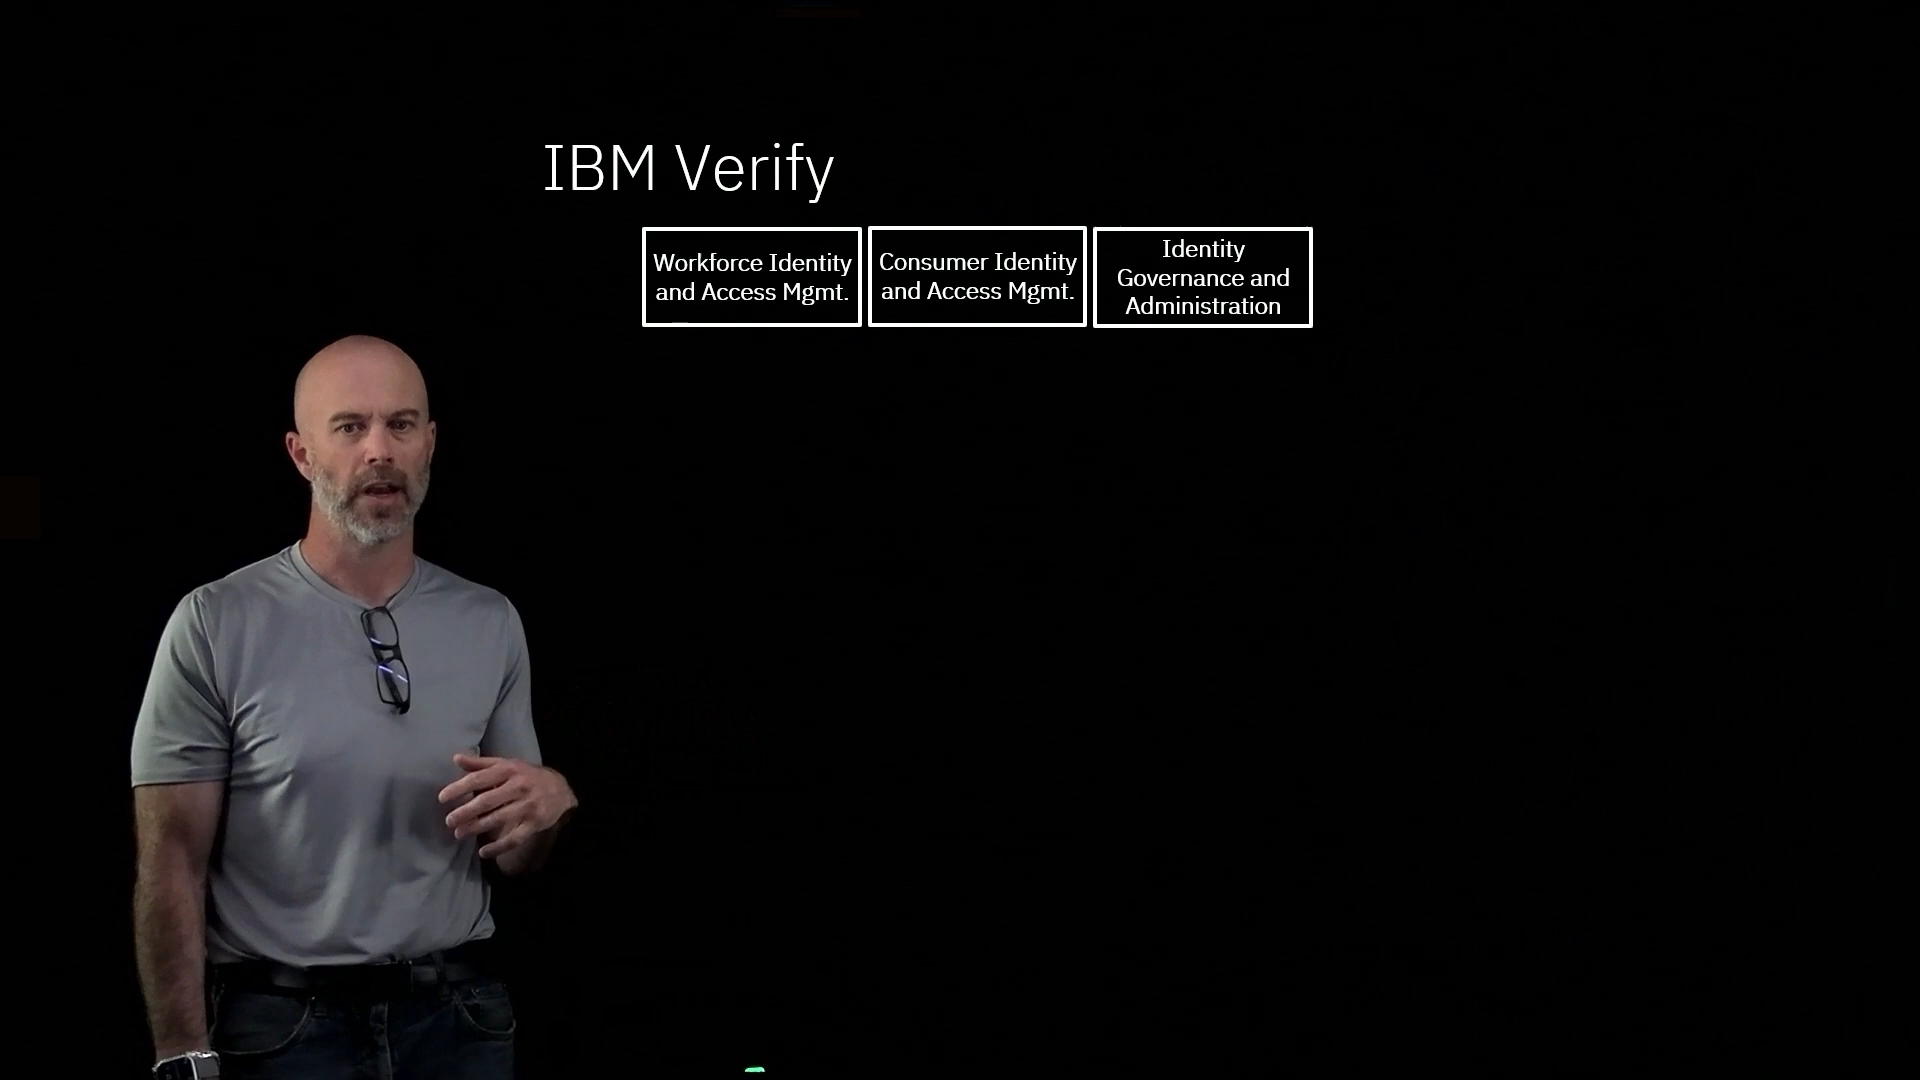 IBM Verify
Workforce Identity
and Access Mgmt.
Consumer Identity
and Access Mgmt.
Identity
Governance and
Administration